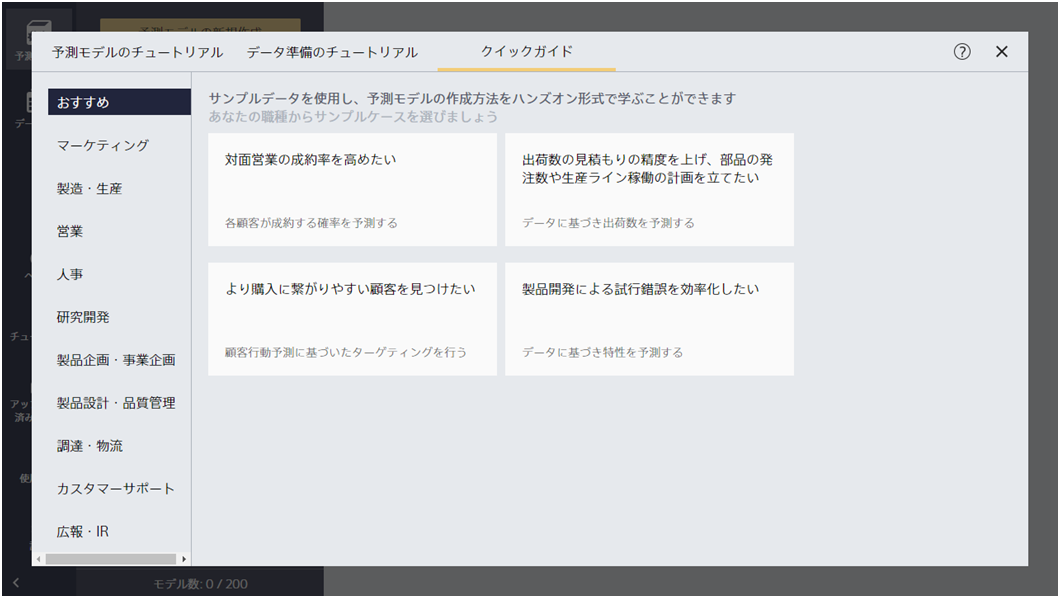 予測モデルの新規作成
予測モデルのチュートリアル データ準備のチュートリアル クイックガイド
おすすめ
マーケティング
製造・生産
営業
人事
研究開発
製品企画・事業企画
製品設計・品質管理
調達・物流
カスタマーサポート
広報・IR
サンプルデータを使用し、予測モデルの作成方法をハンズオン形式で学ぶことができます
あなたの職種からサンプルケースを選びましょう
対面営業の成約率を高めたい
各顧客が成約する確率を予測する
出荷数の見積もりの精度を上げ、部品の発
注数や生産ライン稼働の計画を立てたい
データに基づき出荷数を予測する
より購入に繋がりやすい顧客を見つけたい
顧客行動予測に基づいたターゲティングを行う
製品開発による試行錯誤を効率化したい
データに基づき特性を予測する
モデル数: 0 / 200